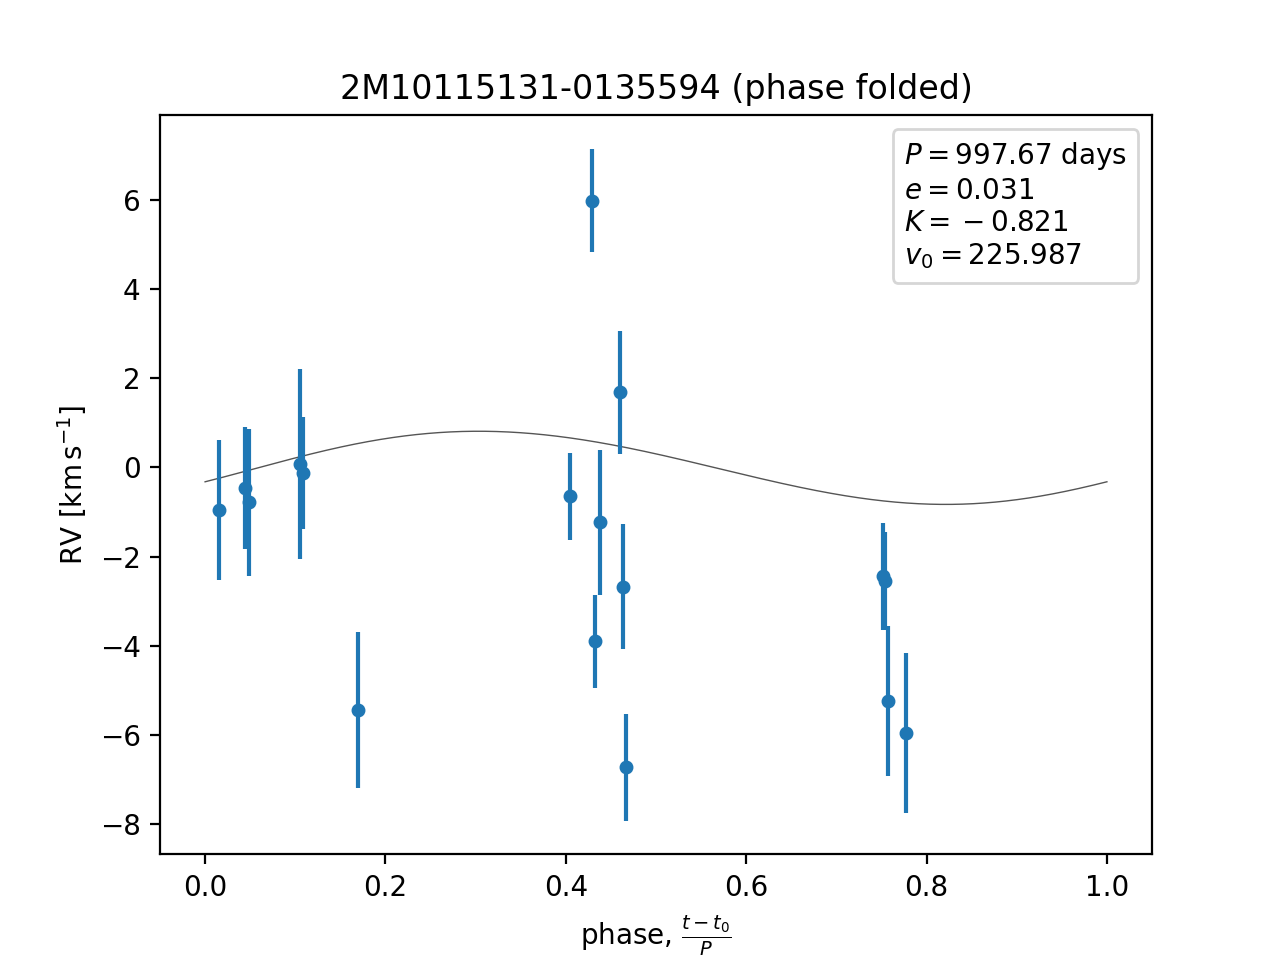 2M10115131-0135594 (phase folded)
P = 997.67 days
e = 0.031
K = −0.821
v₀ = 225.987
6
4
2
0
−2
−4
−6
−8
RV [km s⁻¹]
0.0 0.2 0.4 0.6 0.8 1.0
phase, (t − t₀)/P